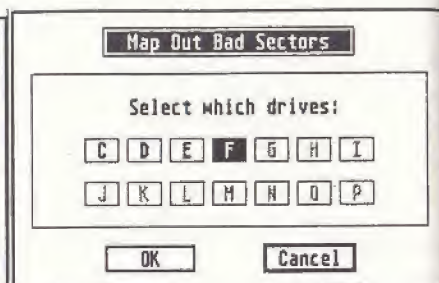 Map Out Bad Sectors
Select which drives:
C D E F G H I
J K L M N O P
OK Cancel